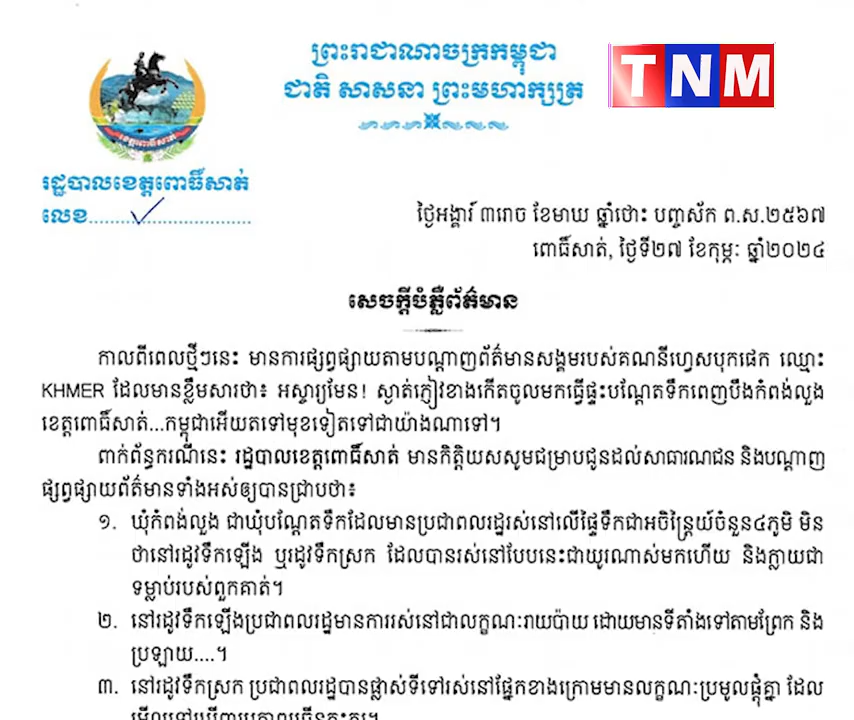 ព្រះរាជាណាចក្រកម្ពុជា
ជាតិ សាសនា ព្រះមហាក្សត្រ
TNM
ខេត្តពោធិ៍សាត់
រដ្ឋបាលខេត្តពោធិ៍សាត់
លេខ...............................
ថ្ងៃអង្គារ៍ ៣រោច ខែមាឃ ឆ្នាំថោះ បញ្ចស័ក ព.ស.២៥៦៧
ពោធិ៍សាត់, ថ្ងៃទី២៧ ខែកុម្ភៈ ឆ្នាំ២០២៤
សេចក្តីបំភ្លឺព័ត៌មាន
កាលពីពេលថ្មីៗនេះ មានការផ្សព្វផ្សាយតាមបណ្តាញព័ត៌មានសង្គមរបស់គណនីហ្វេសបុកផេក ឈ្មោះ
KHMER ដែលមានខ្លឹមសារថា៖ អស្ចារ្យមែន! ស្ងាត់ភ្ញៀវខាងកើតចូលមកធ្វើផ្ទះបណ្តែតទឹកពេញបឹងកំពង់លួង
ខេត្តពោធិ៍សាត់...កម្ពុជាអើយតទៅមុខទៀតទៅជាយ៉ាងណាទៅ។
ពាក់ព័ន្ធករណីនេះ រដ្ឋបាលខេត្តពោធិ៍សាត់ មានកិត្តិយសសូមជម្រាបជូនដល់សាធារណជន និងបណ្តាញ
ផ្សព្វផ្សាយព័ត៌មានទាំងអស់ឲ្យបានជ្រាបថា៖
១. ឃុំកំពង់លួង ជាឃុំបណ្តែតទឹកដែលមានប្រជាពលរដ្ឋរស់នៅលើផ្ទៃទឹកជាអចិន្ត្រៃយ៍ចំនួន៤ភូមិ មិន
ថានៅរដូវទឹកឡើង ឬរដូវទឹកស្រក ដែលបានរស់នៅបែបនេះជាយូរណាស់មកហើយ និងក្លាយជា
ទម្លាប់របស់ពួកគាត់។
២. នៅរដូវទឹកឡើងប្រជាពលរដ្ឋមានការរស់នៅជាលក្ខណៈរាយប៉ាយ ដោយមានទីតាំងទៅតាមព្រែក និង
ប្រឡាយ....។
៣. នៅរដូវទឹកស្រក ប្រជាពលរដ្ឋបានផ្លាស់ទីទៅរស់នៅផ្នែកខាងក្រោមមានលក្ខណៈប្រមូលផ្តុំគ្នា ដែល